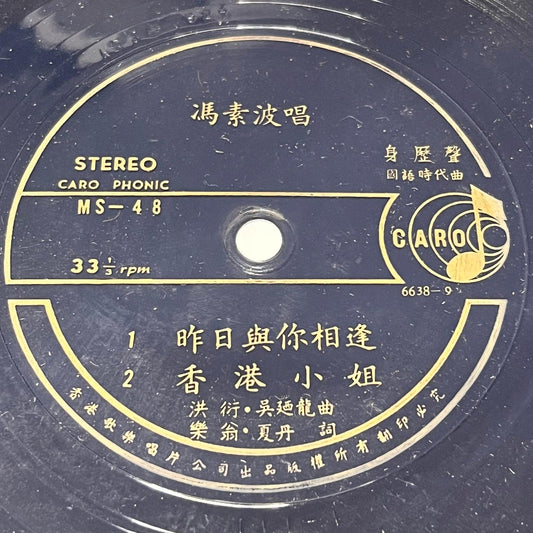 馮素波唱
STEREO
CARO PHONIC
身歷聲
國語時代曲
MS-48
CARO
33⅓ rpm
6638-9
1 昨日與你相逢
2 香港小姐
洪衍·吳廼龍曲
樂翁·夏丹 詞
香港歌樂唱片公司出品版權所有翻印必究